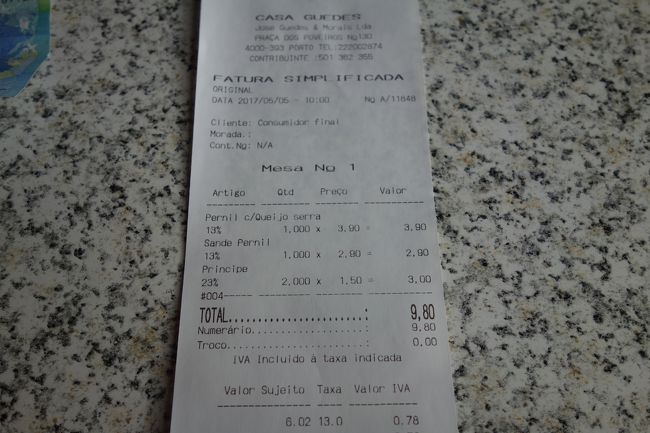 CASA GUEDES
Jose Guedes & Morais Lda
PRAÇA DOS POVEIROS Nº130
4000-393 PORTO TEL:222002874
CONTRIBUINTE :501 362 355
FATURA SIMPLIFICADA
ORIGINAL
DATA 2017/05/05 - 10:00 Nº A/11848
Cliente: Consumidor final
Morada.:
Cont.Nº: N/A
Mesa Nº 1
Artigo Qtd Preço Valor
Pernil c/Queijo serra
13% 1,000 x 3,90 = 3,90
Sande Pernil
13% 1,000 x 2,90 = 2,90
Principe
23% 2,000 x 1,50 = 3,00
#004-----
TOTAL........................: 9,80
Numerário....................: 9,80
Troco........................: 0,00
IVA Incluido à taxa indicada
Valor Sujeito Taxa Valor IVA
6.02 13.0 0.78